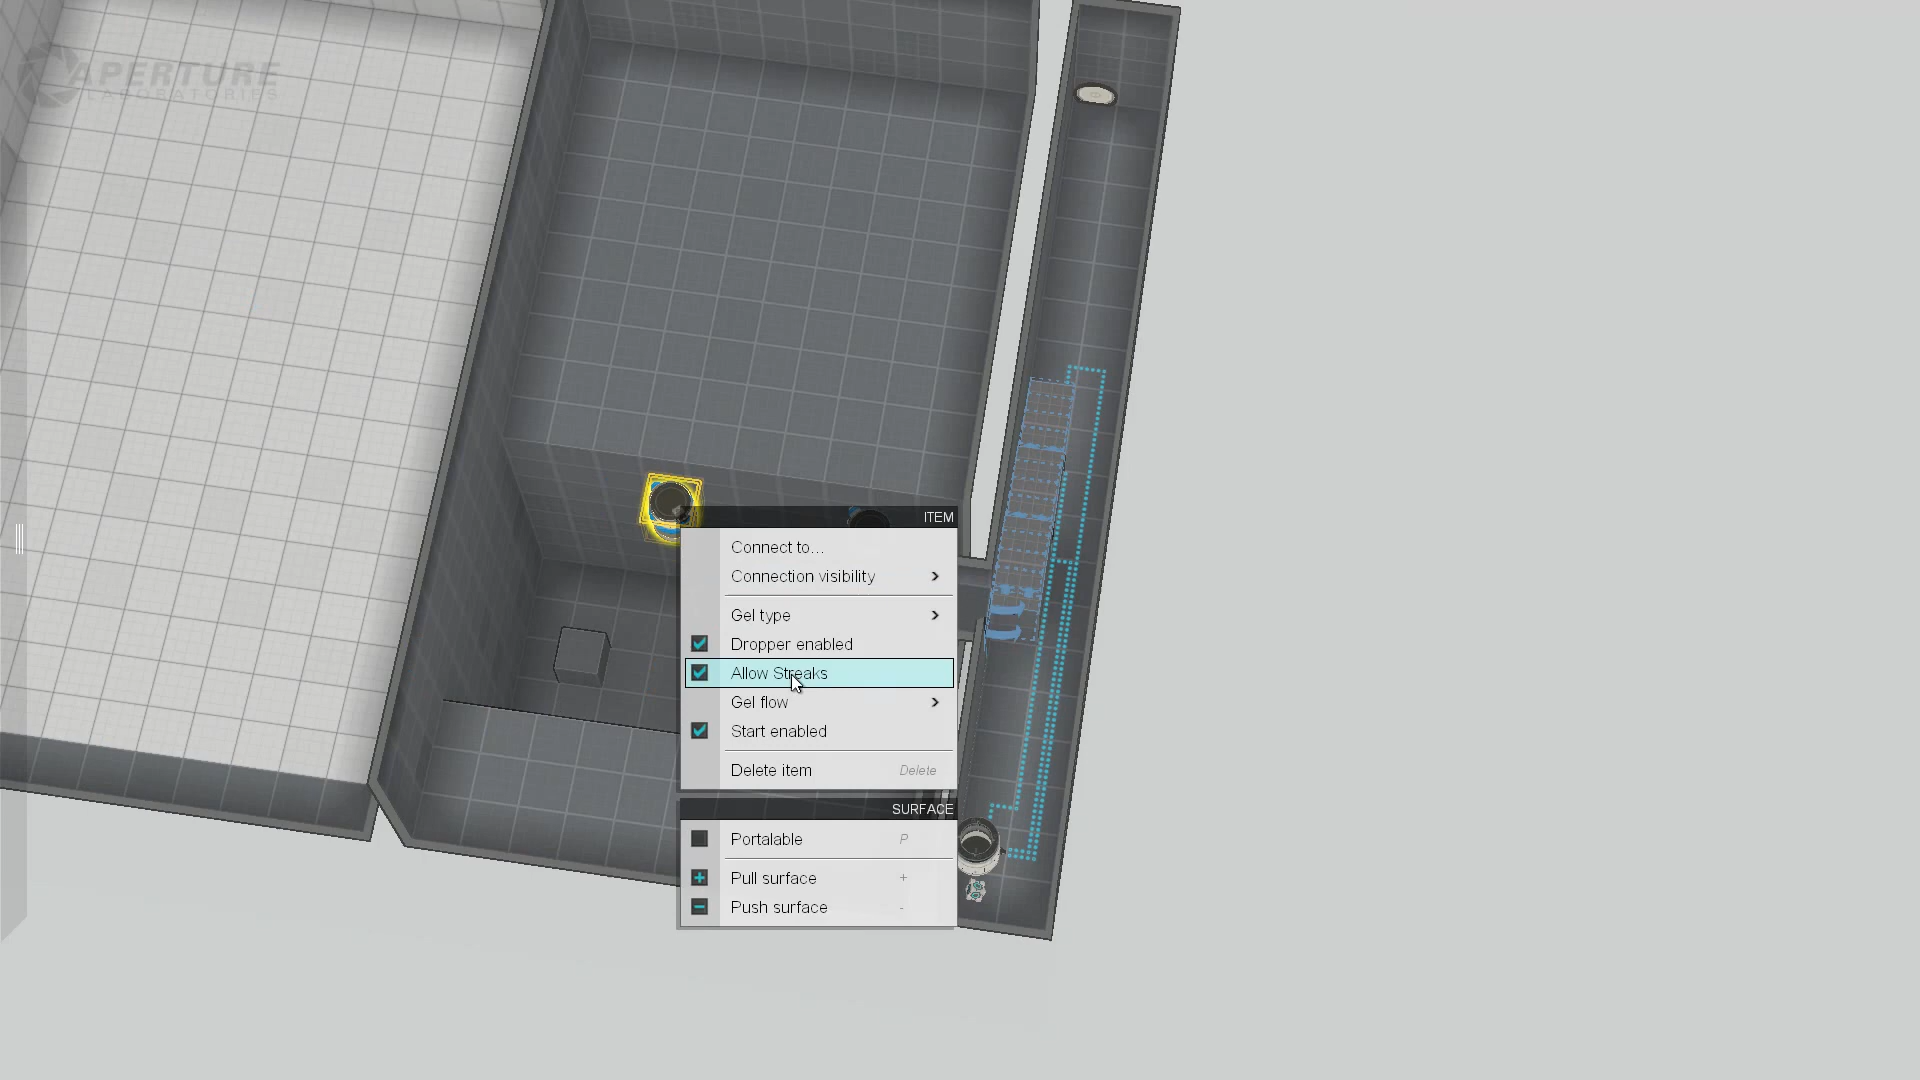 APERTURE
LABORATORIES
ITEM
Connect to...
Connection visibility
Gel type
Dropper enabled
Allow Streaks
Gel flow
Start enabled
Delete item Delete
SURFACE
Portalable P
Pull surface +
Push surface -